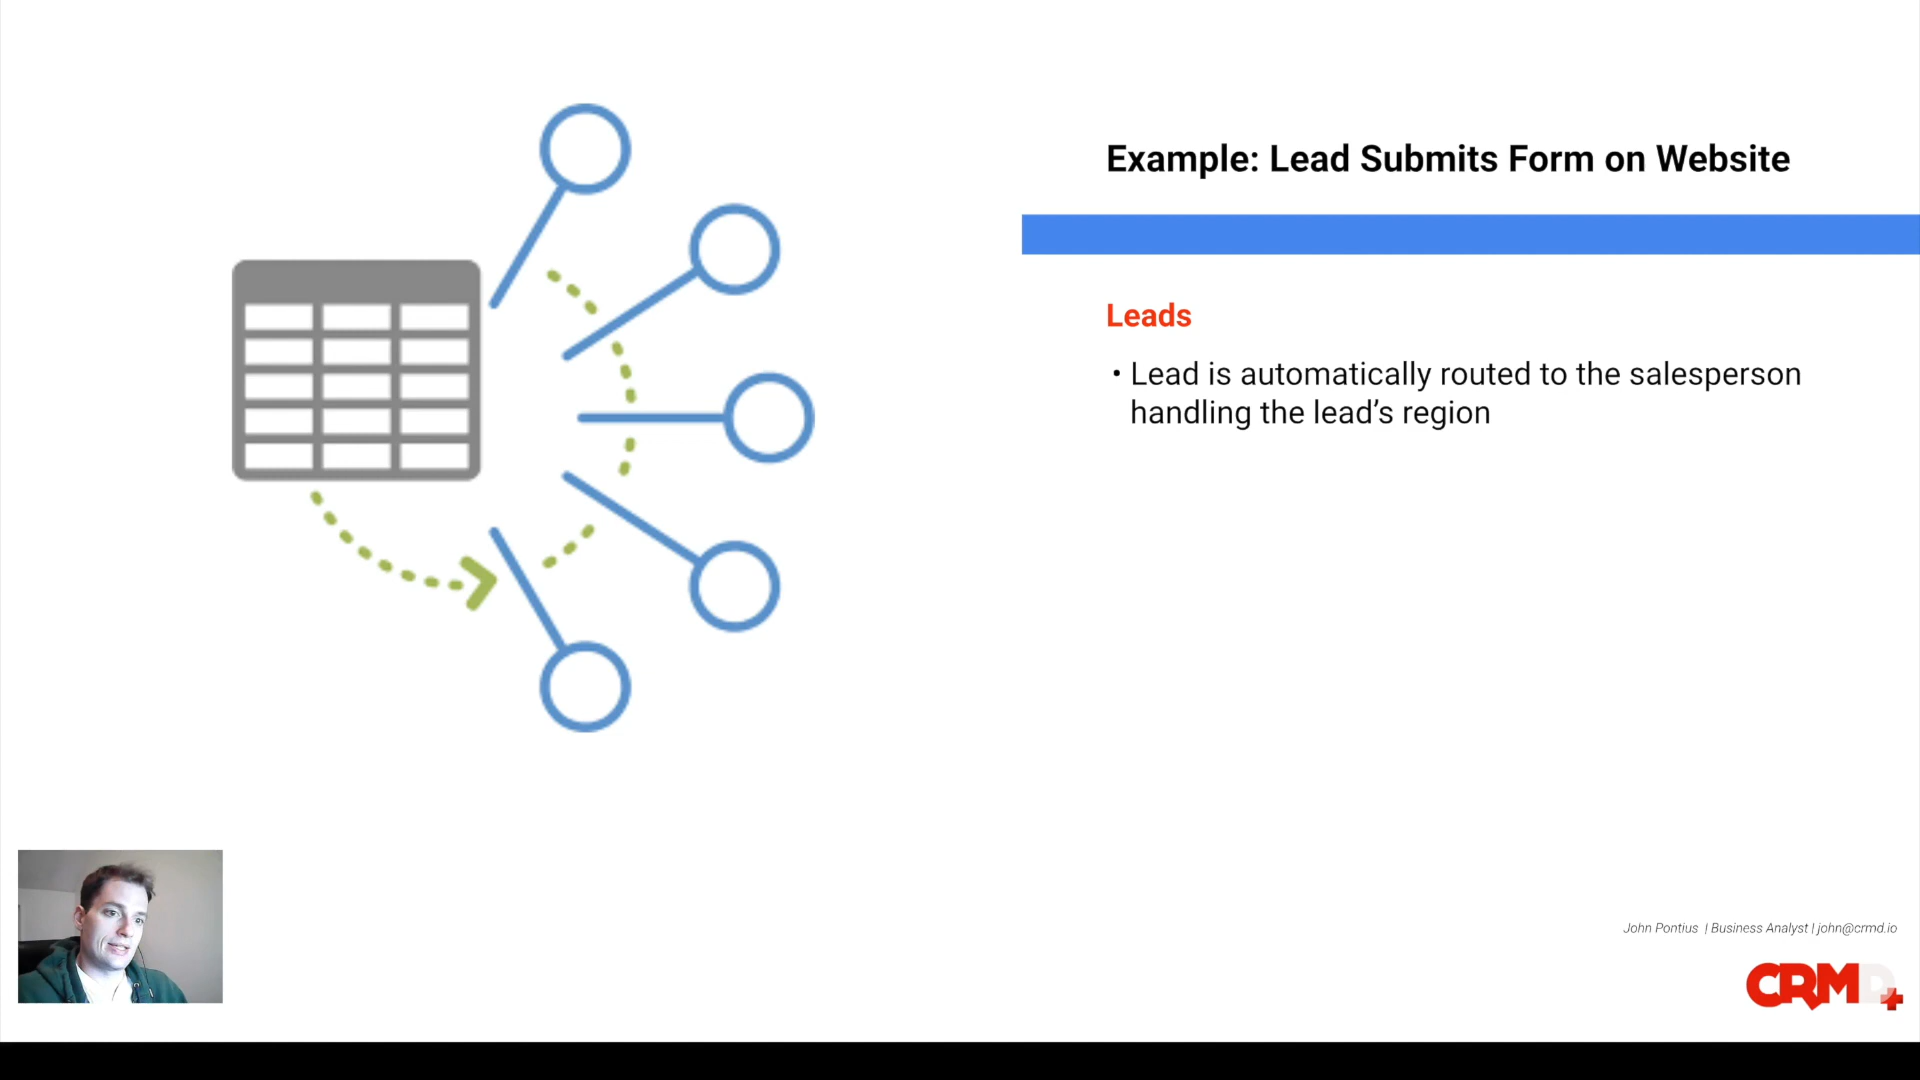 Example: Lead Submits Form on Website
Leads
• Lead is automatically routed to the salesperson
handling the lead’s region
John Pontius | Business Analyst | john@crmd.io
CRMD